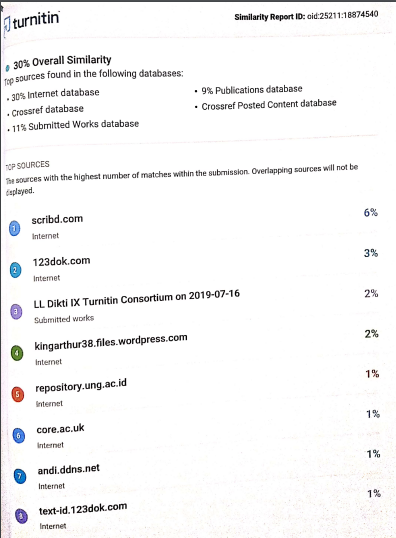 turnitin
Similarity Report ID: oid:25211:18874540
30% Overall Similarity
Top sources found in the following databases:
• 30% Internet database
• 9% Publications database
• Crossref database
• Crossref Posted Content database
• 11% Submitted Works database
TOP SOURCES
The sources with the highest number of matches within the submission. Overlapping sources will not be
displayed.
1
scribd.com
6%
Internet
2
123dok.com
3%
Internet
3
LL Dikti IX Turnitin Consortium on 2019-07-16
2%
Submitted works
4
kingarthur38.files.wordpress.com
2%
Internet
5
repository.ung.ac.id
1%
Internet
6
core.ac.uk
1%
Internet
7
andi.ddns.net
1%
Internet
8
text-id.123dok.com
1%
Internet